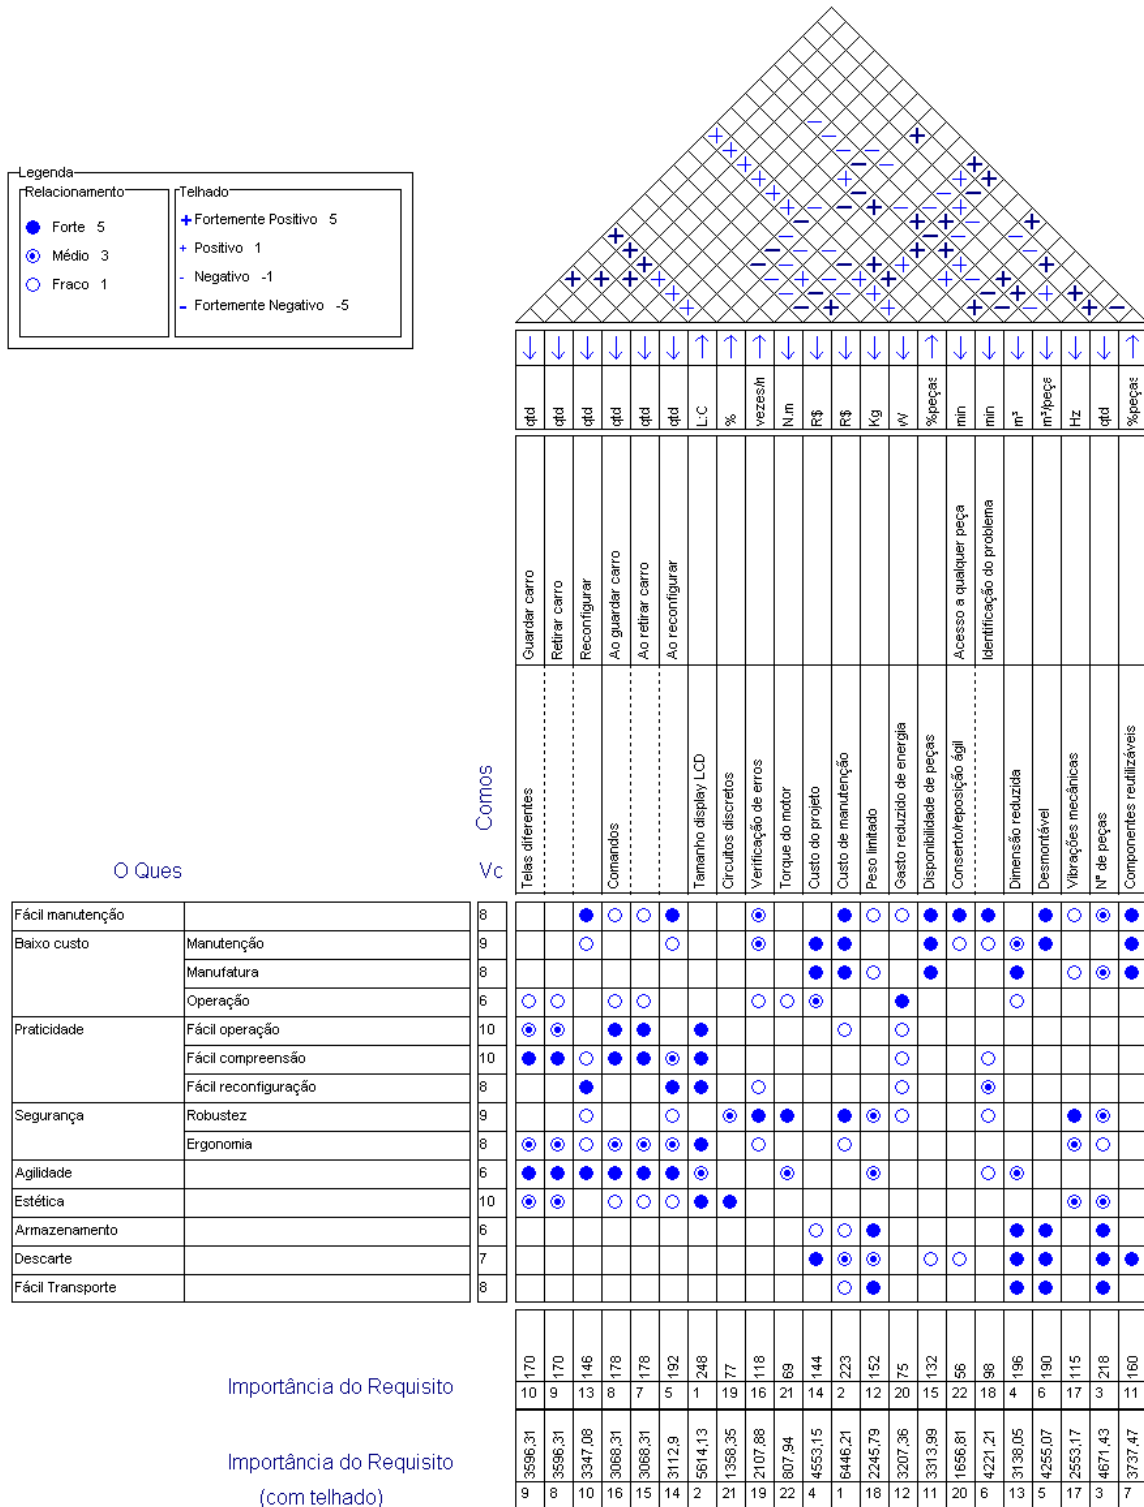 Legenda
Relacionamento
Forte 5
Médio 3
Fraco 1
Telhado
+ Fortemente Positivo 5
+ Positivo 1
- Negativo -1
- Fortemente Negativo -5
qtd
qtd
qtd
qtd
qtd
qtd
L:C
%
vezes/
N.m
R$
R$
Kg
W
%peças
min
min
m³
m³/peça
Hz
qtd
%peças
Guardar carro
Retirar carro
Reconfigurar
Ao guardar carro
Ao retirar carro
Ao reconfigurar
Acesso a qualquer peça
Identificação do problema
Telas diferentes
Comandos
Tamanho display LCD
Circuitos discretos
Verificação de erros
Torque do motor
Custo do projeto
Custo de manutenção
Peso limitado
Gasto reduzido de energia
Disponibilidade de peças
Conserto/reposição ágil
Dimensão reduzida
Desmontável
Vibrações mecânicas
N° de peças
Componentes reutilizáveis
Comos
O Ques Vc
Fácil manutenção 8
Baixo custo Manutenção 9
Manufatura 8
Operação 6
Praticidade Fácil operação 10
Fácil compreensão 10
Fácil reconfiguração 8
Segurança Robustez 9
Ergonomia 8
Agilidade 6
Estética 10
Armazenamento 6
Descarte 7
Fácil Transporte 8
Importância do Requisito
170 170 146 178 178 192 248 77 118 69 144 223 152 75 132 56 98 196 190 115 218 160
10 9 13 8 7 5 1 19 16 21 14 2 12 20 15 22 18 4 6 17 3 11
Importância do Requisito
(com telhado)
3596,31 3596,31 3347,08 3068,31 3068,31 3112,9 5614,13 1358,35 2107,88 807,94 4553,15 6446,21 2245,79 3207,36 3313,99 1656,81 4221,21 3138,05 4255,07 2553,17 4671,43 3737,47
9 8 10 16 15 14 2 21 19 22 4 1 18 12 11 20 6 13 5 17 3 7